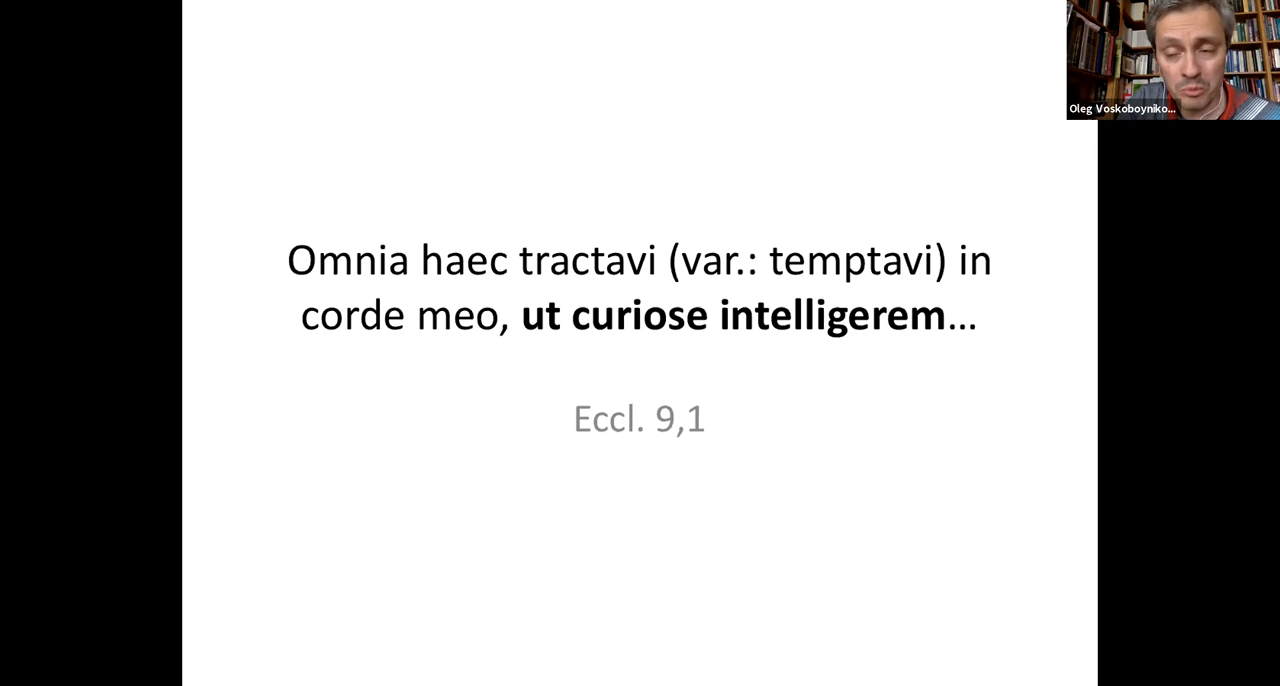 Oleg Voskoboyniko...
Omnia haec tractavi (var.: temptavi) in
corde meo, ut curiose intelligerem…
Eccl. 9,1